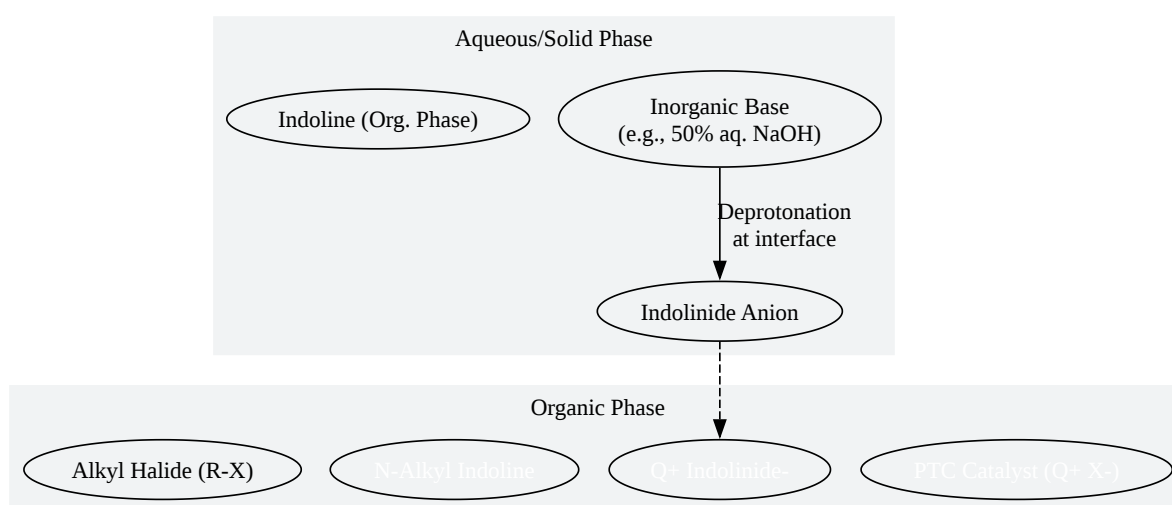 Aqueous/Solid Phase
Indoline (Org. Phase)
Inorganic Base
(e.g., 50% aq. NaOH)
Deprotonation
at interface
Indolinide Anion
Organic Phase
Alkyl Halide (R-X)
N-Alkyl Indoline
Q+ Indolinide-
PTC Catalyst (Q+ X-)